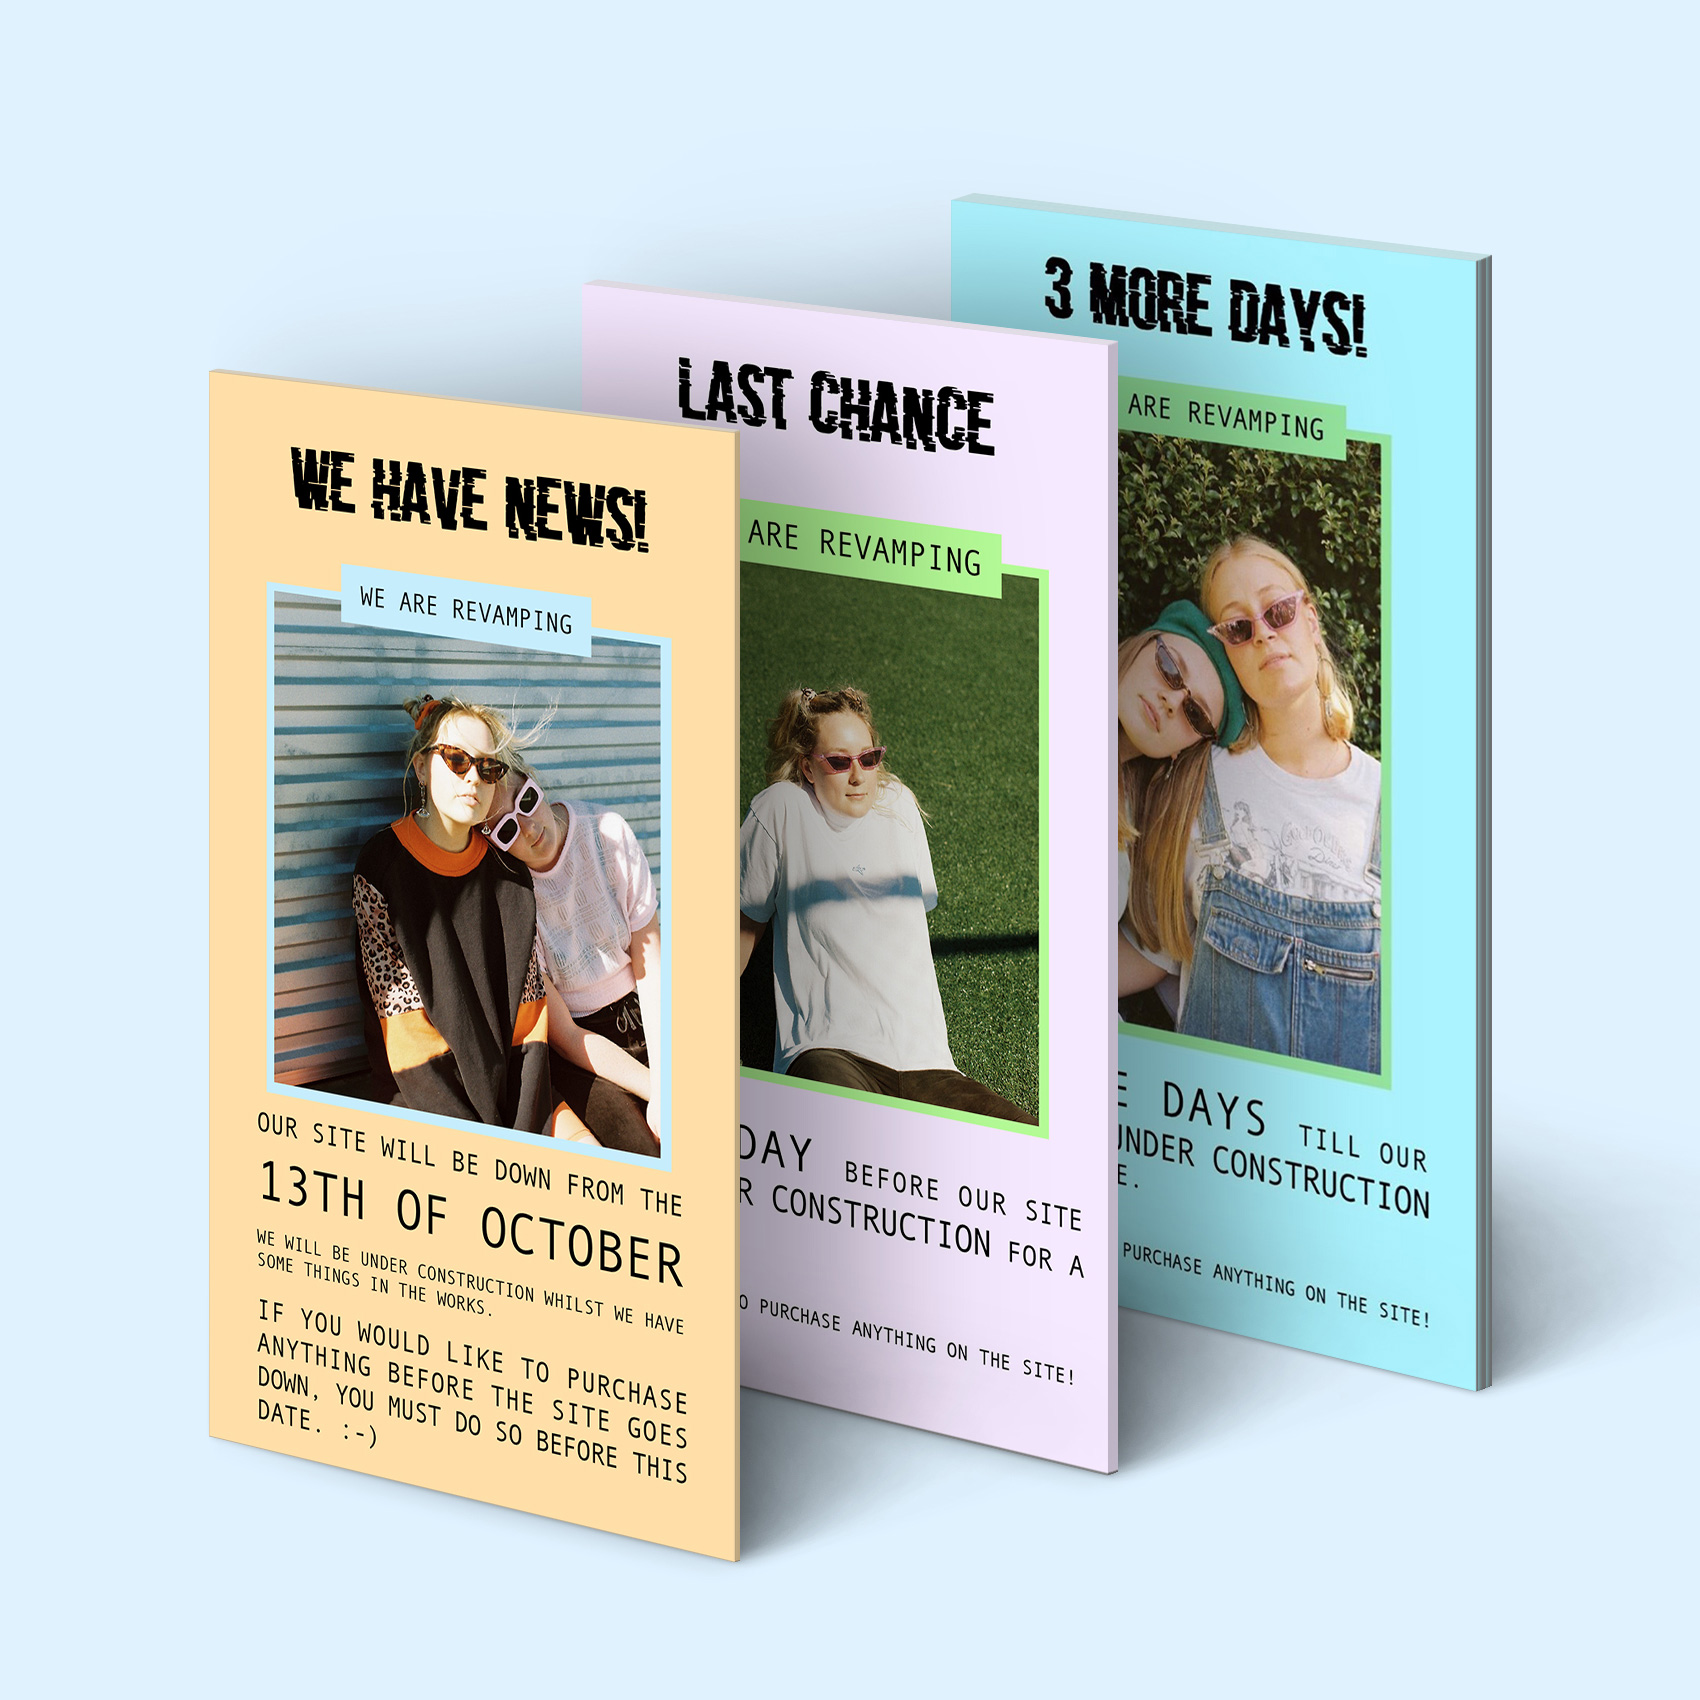 WE HAVE NEWS!
WE ARE REVAMPING
OUR SITE WILL BE DOWN FROM THE
13TH OF OCTOBER
WE WILL BE UNDER CONSTRUCTION WHILST WE HAVE
SOME THINGS IN THE WORKS.
IF YOU WOULD LIKE TO PURCHASE
ANYTHING BEFORE THE SITE GOES
DOWN, YOU MUST DO SO BEFORE THIS
DATE. :-)
LAST CHANCE
ARE REVAMPING
DAY BEFORE OUR SITE
CONSTRUCTION FOR A
PURCHASE ANYTHING ON THE SITE!
3 MORE DAYS!
ARE REVAMPING
DAYS TILL OUR
UNDER CONSTRUCTION
PURCHASE ANYTHING ON THE SITE!